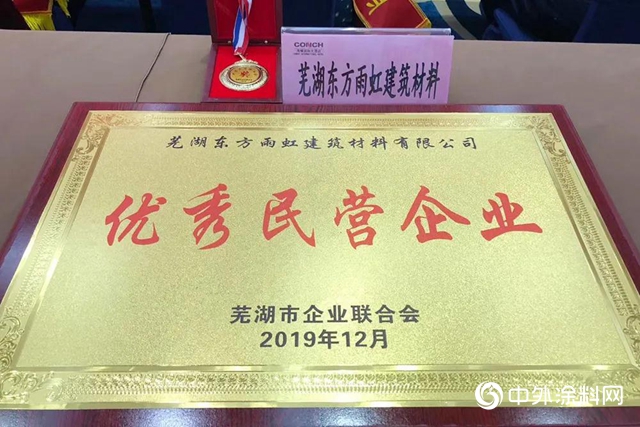 CONCH
芜湖东方雨虹建筑材料
芜湖东方雨虹建筑材料有限公司
优秀民营企业
芜湖市企业联合会
2019年12月
中外涂料网